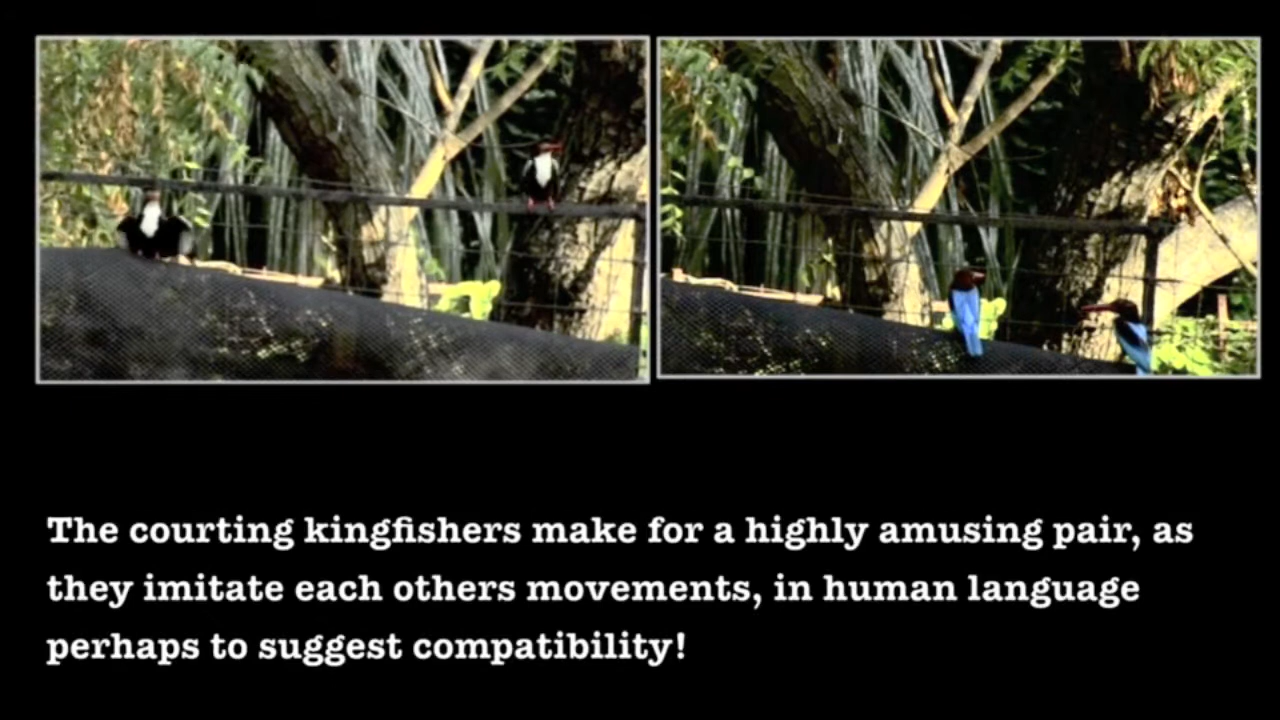 The courting kingfishers make for a highly amusing pair, as
they imitate each others movements, in human language
perhaps to suggest compatibility!